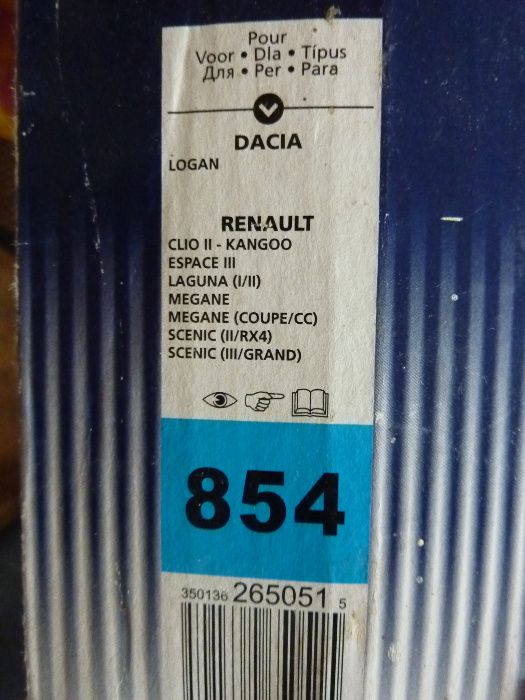 Pour
Voor • Dla • Típus
Для • Per • Para
DACIA
LOGAN
RENAULT
CLIO II - KANGOO
ESPACE III
LAGUNA (I/II)
MEGANE
MEGANE (COUPE/CC)
SCENIC (II/RX4)
SCENIC (III/GRAND)
854
350136 265051 5